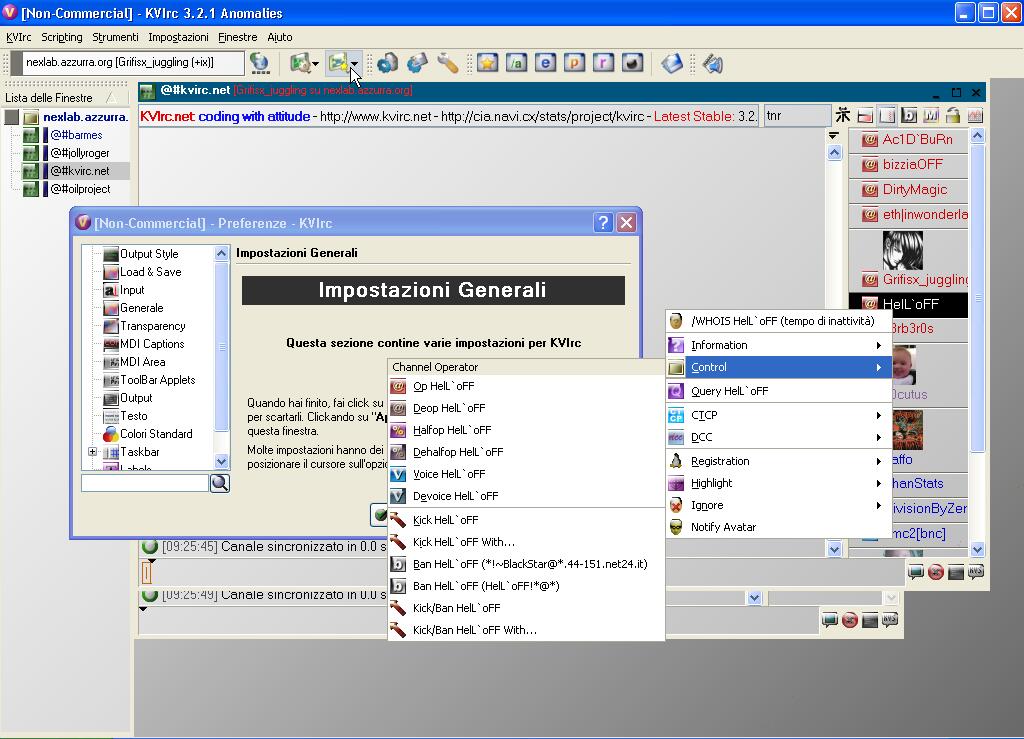 [Non-Commercial] - KVIrc 3.2.1 Anomalies
KVIrc Scripting Strumenti Impostazioni Finestre Aiuto
nexlab.azzurra.org [Grifisx_juggling (+ix)]
Lista delle Finestre
nexlab.azzurra.
@#barmes
@#jollyroger
@#kvirc.net
@#oilproject
@#kvirc.net [Grifisx_juggling su nexlab.azzurra.org]
KVIrc.net: coding with attitude - http://www.kvirc.net - http://cia.navi.cx/stats/project/kvirc - Latest Stable: 3.2.
tnr
Ac1D`BuRn
bizziaOFF
DirtyMagic
eth|inwonderla
Grifisx_juggling
HelL`oFF
[Non-Commercial] - Preferenze - KVIrc
Output Style
Load & Save
Input
Generale
Transparency
MDI Captions
MDI Area
ToolBar Applets
Output
Testo
Colori Standard
Taskbar
Impostazioni Generali
Impostazioni Generali
Questa sezione contine varie impostazioni per KVIrc
Quando hai finito, fai click su
per scartarli. Clickando su "Ap
questa finestra.
Molte impostazioni hanno dei
posizionare il cursore sull'opzio
/WHOIS HelL`oFF (tempo di inattività)
Information
Control
Query HelL`oFF
CTCP
DCC
Registration
Highlight
Ignore
Notify Avatar
Channel Operator
Op HelL`oFF
Deop HelL`oFF
Halfop HelL`oFF
Dehalfop HelL`oFF
Voice HelL`oFF
Devoice HelL`oFF
Kick HelL`oFF
Kick HelL`oFF With...
Ban HelL`oFF (*!~BlackStar@*.44-151.net24.it)
Ban HelL`oFF (HelL`oFF!*@*)
Kick/Ban HelL`oFF
Kick/Ban HelL`oFF With...
rb3r0s
cutus
affo
hanStats
ivisionByZer
mc2[bnc]
[09:25:45] Canale sincronizzato in 0.0 s
[09:25:49] Canale sincronizzato in 0.0 s